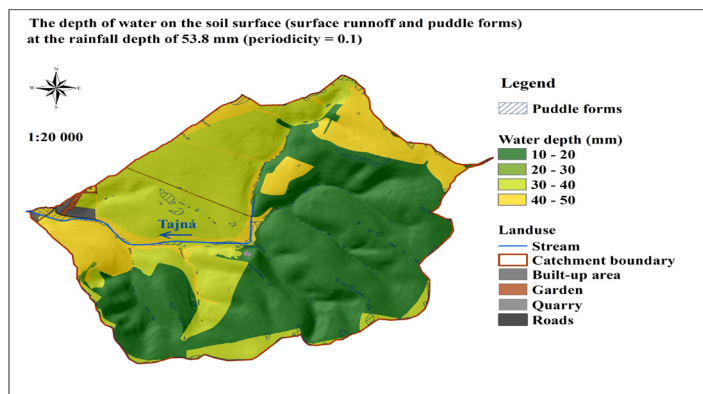 The depth of water on the soil surface (surface runnoff and puddle forms)
at the rainfall depth of 53.8 mm (periodicity = 0.1)
N
W E
S
1:20 000
Tajná
Legend
Puddle forms
Water depth (mm)
10 - 20
20 - 30
30 - 40
40 - 50
Landuse
Stream
Catchment boundary
Built-up area
Garden
Quarry
Roads